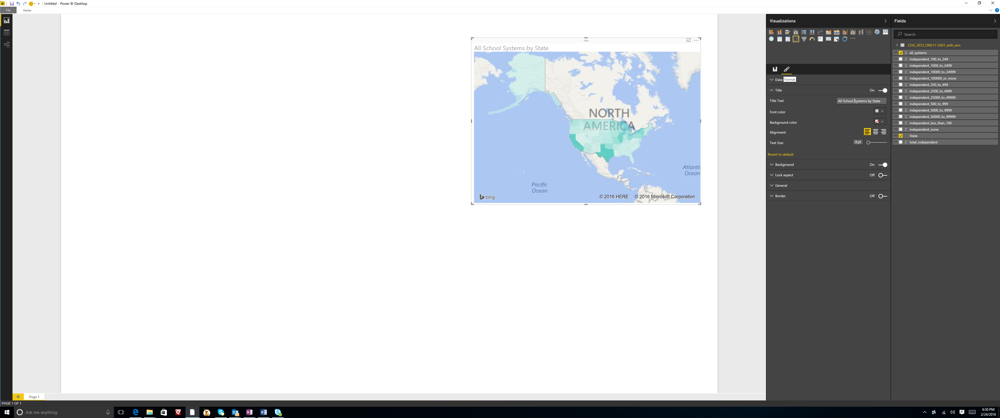 Untitled - Power BI Desktop
File
Home
All School Systems by State
NORTH
AMERICA
Atlantic
Ocean
Pacific
Ocean
bing
© 2016 HERE © 2016 Microsoft Corporation
Page 1
PAGE 1 OF 1
Visualizations
Data
Format
Title
On
Title Text
All School Systems by State
Font color
Background color
Alignment
Text Size
8 pt
Revert to default
Background
On
Lock aspect
Off
General
Border
Off
Fields
Search
COG_2012_ORG11 US01_with_ann
all_systems
independent_100_to_249
independent_1000_to_2499
independent_10000_to_24999
independent_100000_or_more
independent_250_to_499
independent_2500_to_4999
independent_25000_to_49999
independent_500_to_999
independent_5000_to_9999
independent_50000_to_99999
independent_less_than_100
independent_none
State
total_independent
Ask me anything
6:50 PM
2/24/2016